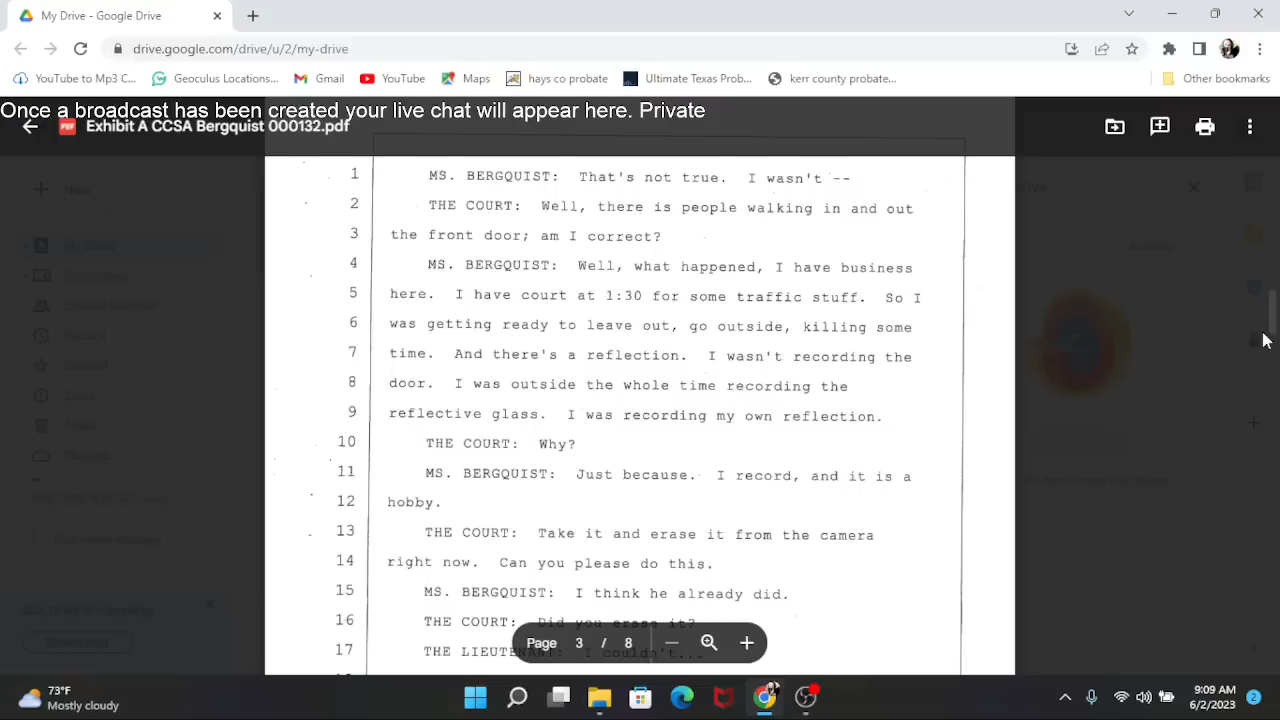 My Drive - Google Drive
drive.google.com/drive/u/2/my-drive
YouTube to Mp3 C...
Geoculus Locations...
Gmail
YouTube
Maps
hays co probate
Ultimate Texas Prob...
kerr county probate...
Other bookmarks
Once a broadcast has been created your live chat will appear here. Private
PDF Exhibit A CCSA Bergquist 000132.pdf
New
1 MS. BERGQUIST: That's not true. I wasn't --
2 THE COURT: Well, there is people walking in and out
3 the front door; am I correct?
4 MS. BERGQUIST: Well, what happened, I have business
5 here. I have court at 1:30 for some traffic stuff. So I
6 was getting ready to leave out, go outside, killing some
7 time. And there's a reflection. I wasn't recording the
8 door. I was outside the whole time recording the
9 reflective glass. I was recording my own reflection.
10 THE COURT: Why?
11 MS. BERGQUIST: Just because. I record, and it is a
12 hobby.
13 THE COURT: Take it and erase it from the camera
14 right now. Can you please do this.
15 MS. BERGQUIST: I think he already did.
16 THE COURT: Did you erase it?
17 THE LIEUTENANT: I couldn't...
Page 3 / 8
73°F
Mostly cloudy
9:09 AM
6/2/2023
2